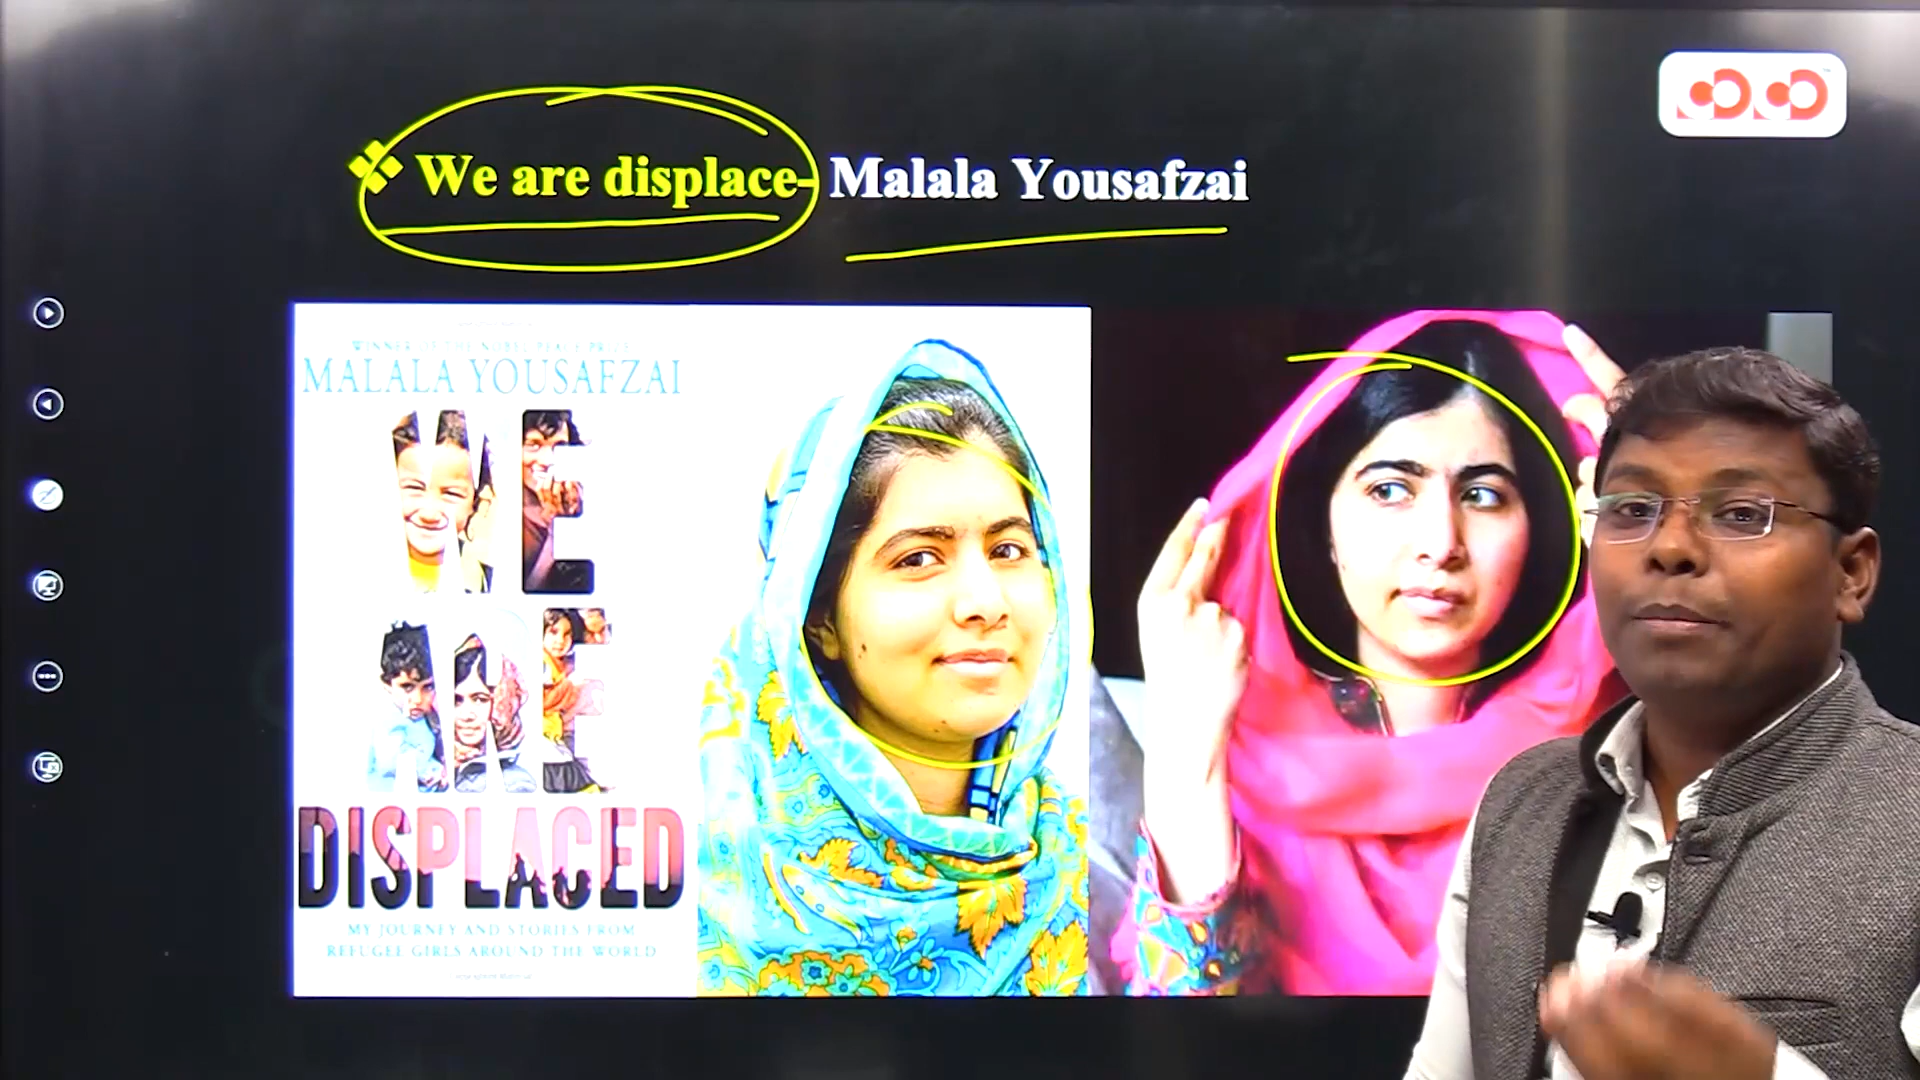 ❖ We are displace- Malala Yousafzai
WINNER OF THE NOBEL PEACE PRIZE
MALALA YOUSAFZAI
WE
ARE
DISPLACED
MY JOURNEY AND STORIES FROM
REFUGEE GIRLS AROUND THE WORLD